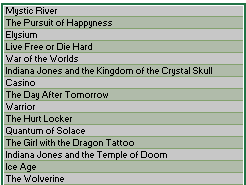 Mystic River
The Pursuit of Happyness
Elysium
Live Free or Die Hard
War of the Worlds
Indiana Jones and the Kingdom of the Crystal Skull
Casino
The Day After Tomorrow
Warrior
The Hurt Locker
Quantum of Solace
The Girl with the Dragon Tattoo
Indiana Jones and the Temple of Doom
Ice Age
The Wolverine